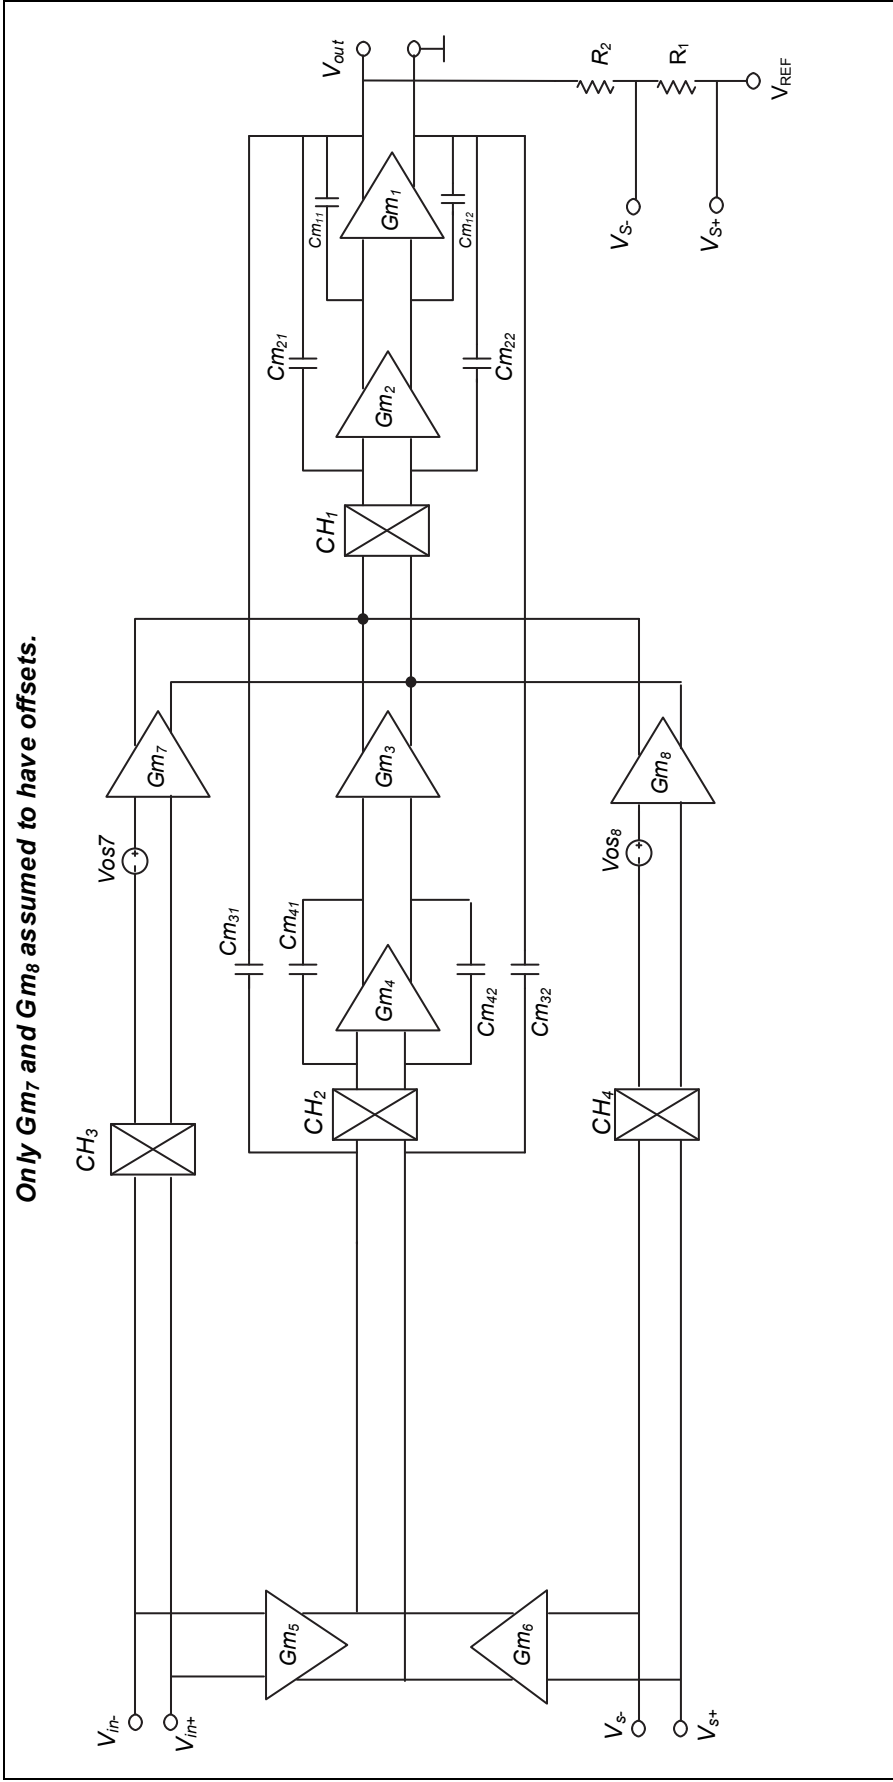 Only Gm7 and Gm8 assumed to have offsets.
Vin-
Vin+
CH3
Vos7
Gm7
Gm5
Gm6
CH2
Gm4
Cm31
Cm41
Cm42
Cm32
Gm3
CH1
Gm2
Cm21
Cm22
Gm1
Cm11
Cm12
Vout
Vs-
Vs+
CH4
Vos8
Gm8
VS-
VS+
R2
R1
VREF